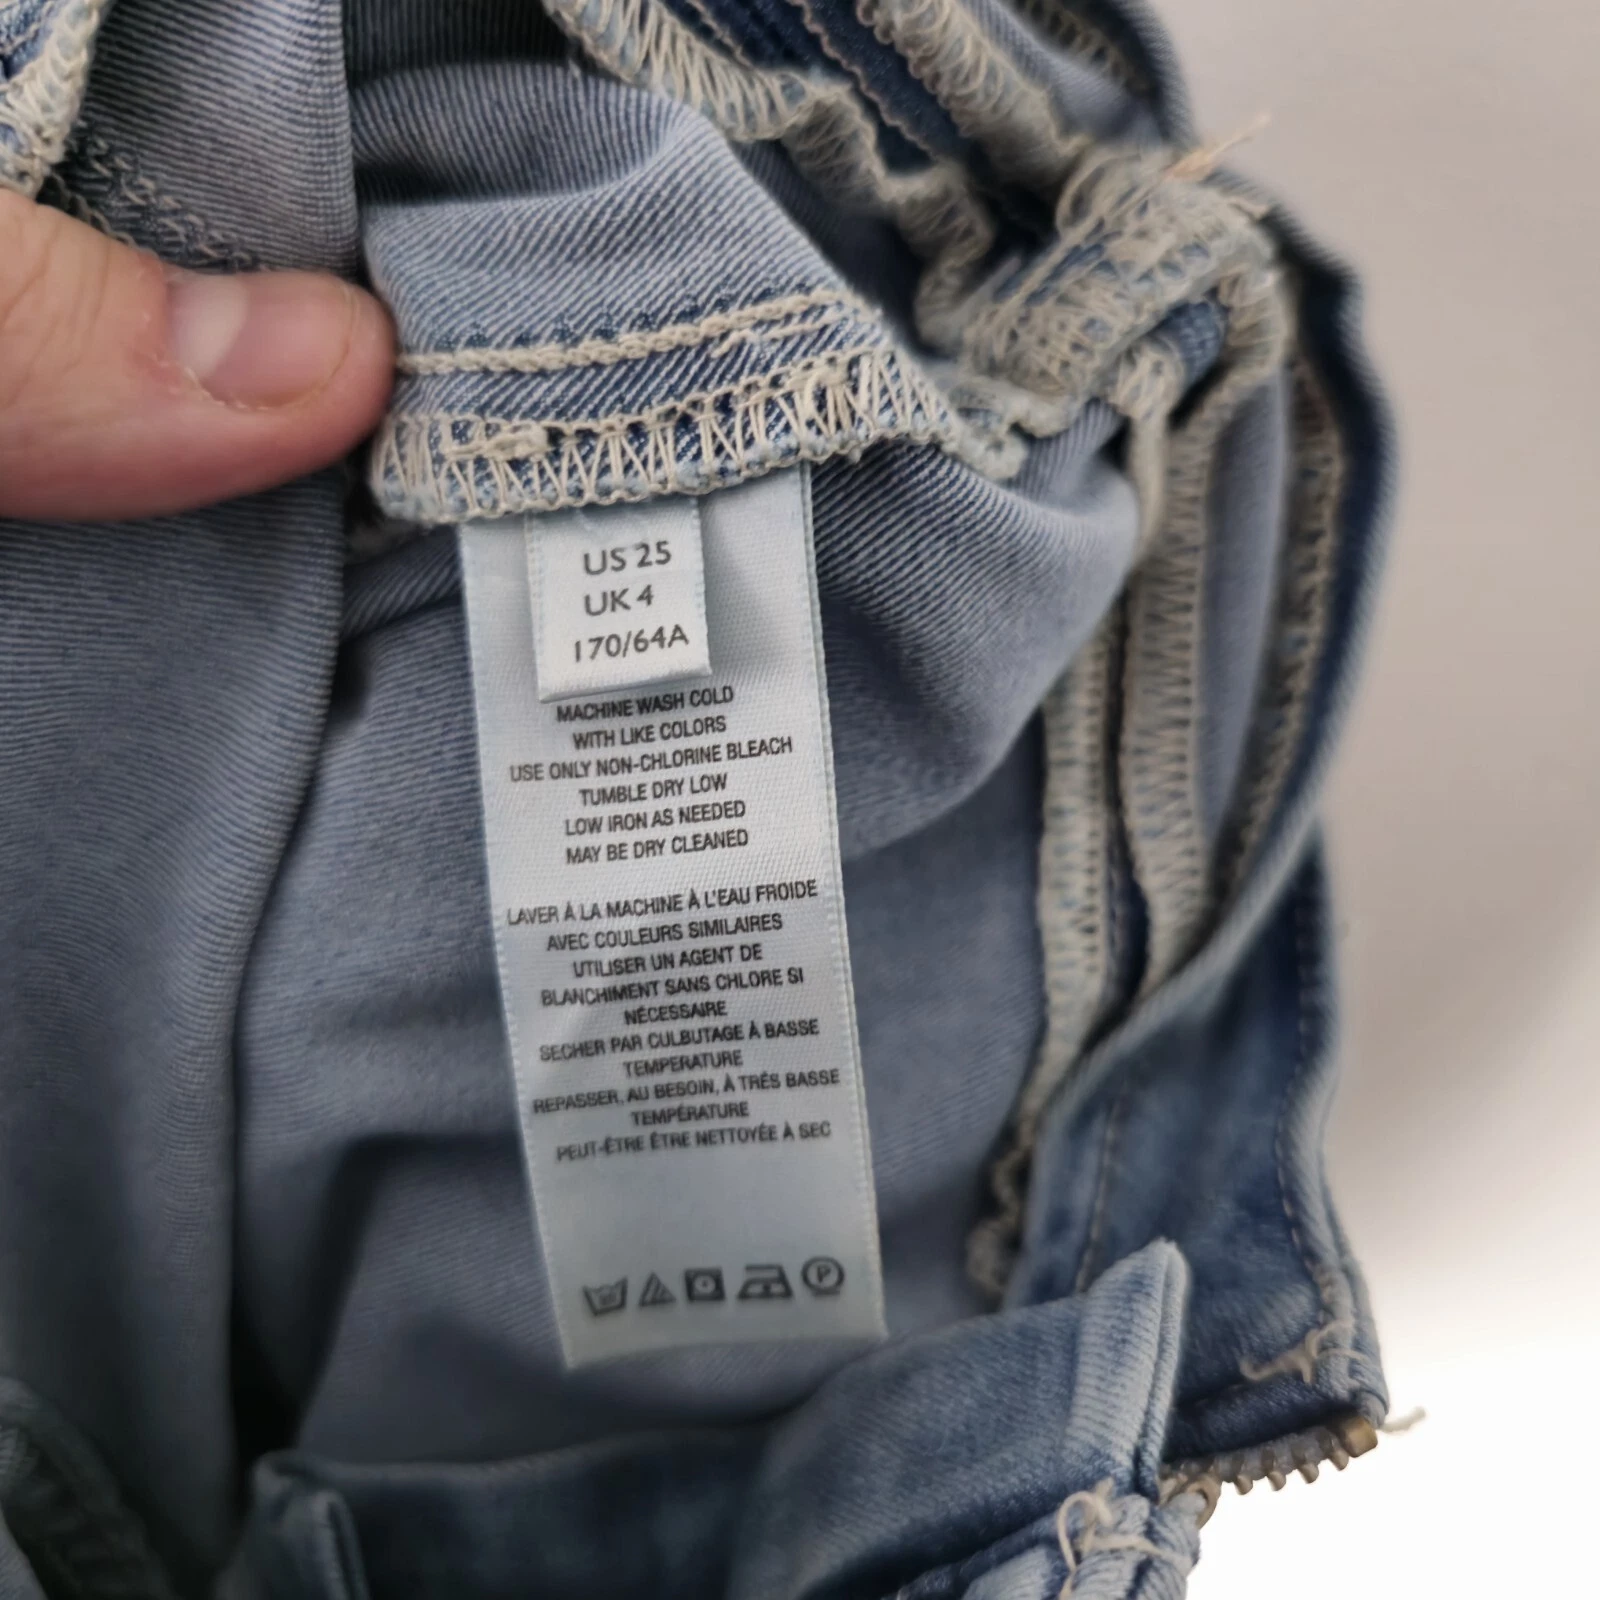 US 25
UK 4
170/64A
MACHINE WASH COLD
WITH LIKE COLORS
USE ONLY NON-CHLORINE BLEACH
TUMBLE DRY LOW
LOW IRON AS NEEDED
MAY BE DRY CLEANED
LAVER À LA MACHINE À L'EAU FROIDE
AVEC COULEURS SIMILAIRES
UTILISER UN AGENT DE
BLANCHIMENT SANS CHLORE SI
NÉCESSAIRE
SECHER PAR CULBUTAGE À BASSE
TEMPERATURE
REPASSER, AU BESOIN, À TRÈS BASSE
TEMPÉRATURE
PEUT-ÊTRE ÊTRE NETTOYÉE À SEC
P